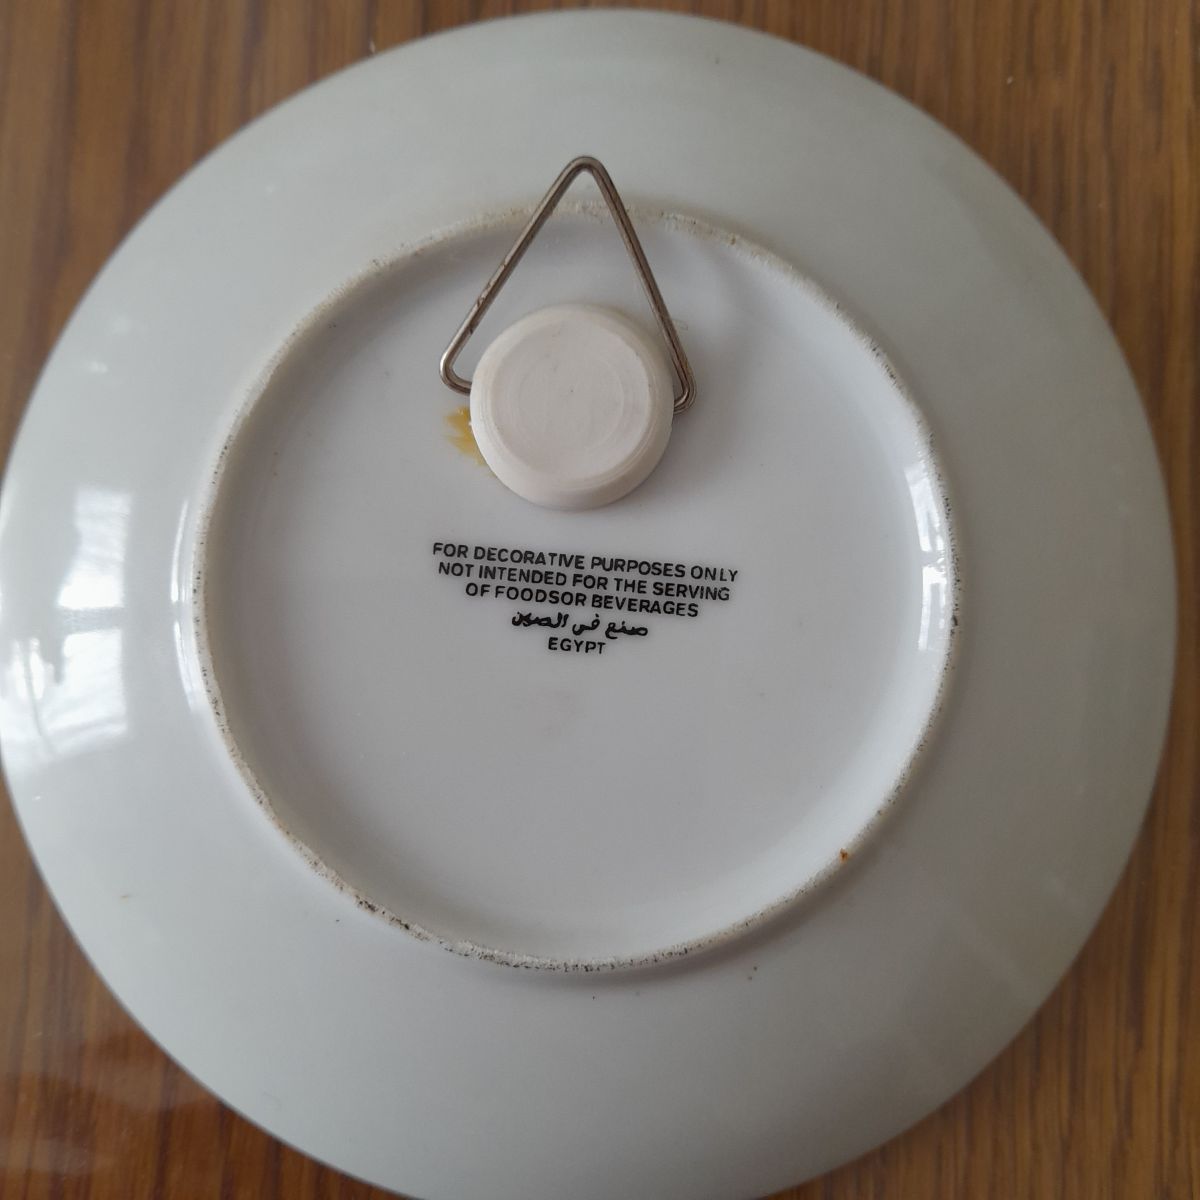 FOR DECORATIVE PURPOSES ONLY
NOT INTENDED FOR THE SERVING
OF FOODSOR BEVERAGES
صنع في الصين
EGYPT